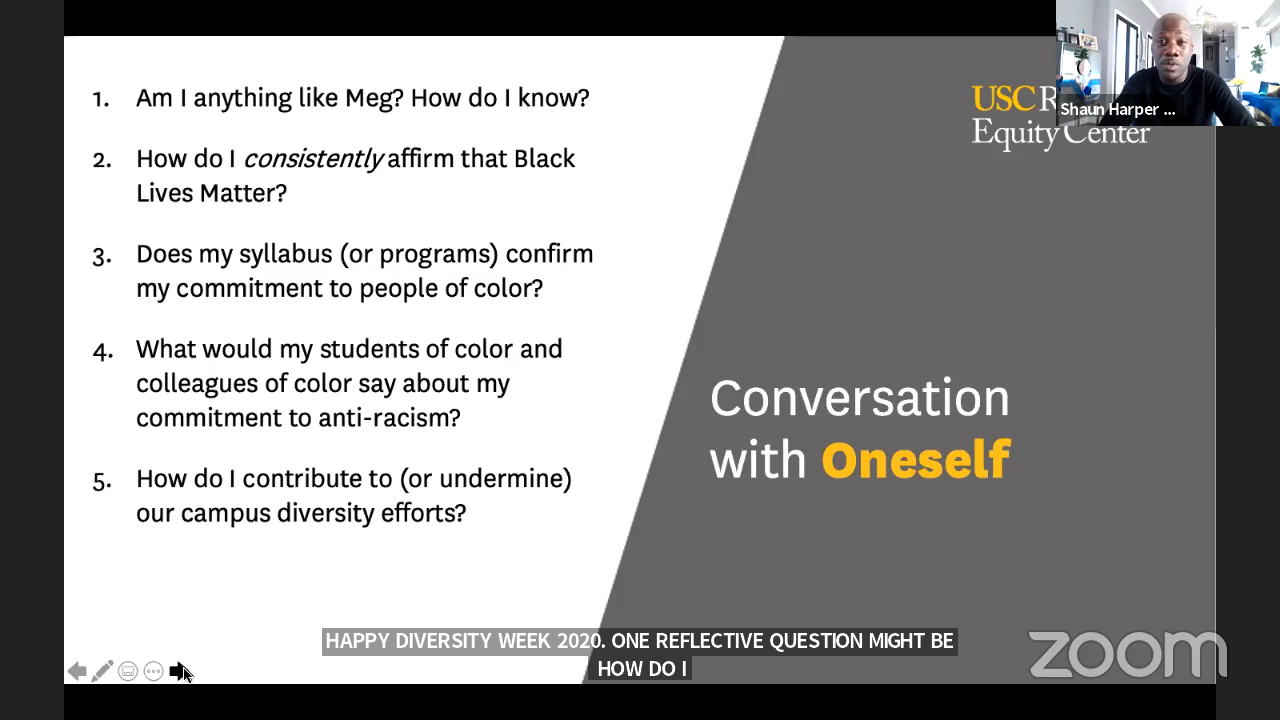 1. Am I anything like Meg? How do I know?
2. How do I consistently affirm that Black
Lives Matter?
3. Does my syllabus (or programs) confirm
my commitment to people of color?
4. What would my students of color and
colleagues of color say about my
commitment to anti-racism?
5. How do I contribute to (or undermine)
our campus diversity efforts?
USC
Equity Center
Shaun Harper ...
Conversation
with Oneself
HAPPY DIVERSITY WEEK 2020. ONE REFLECTIVE QUESTION MIGHT BE
HOW DO I
zoom